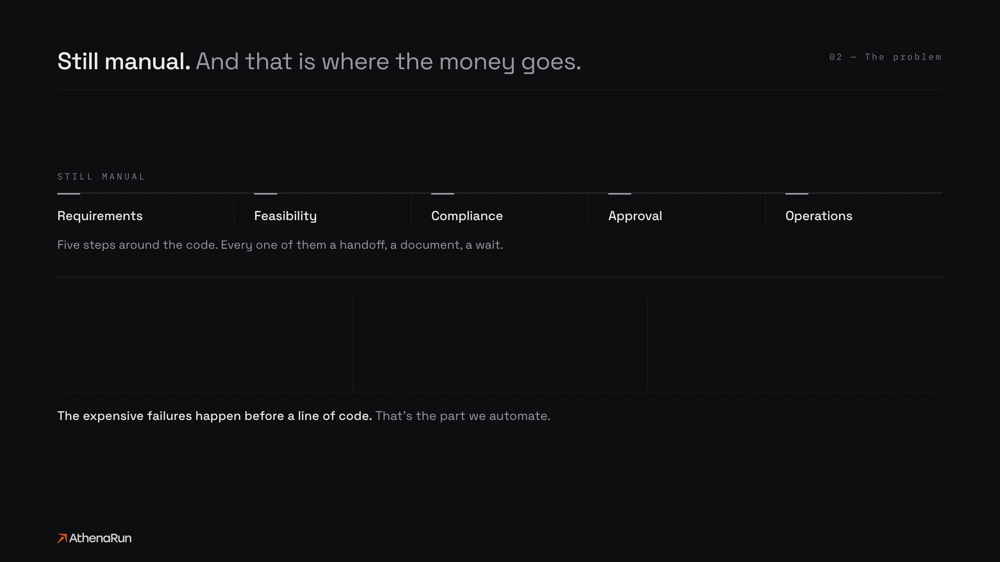 Still manual. And that is where the money goes.
02 — The problem
STILL MANUAL
Requirements
Feasibility
Compliance
Approval
Operations
Five steps around the code. Every one of them a handoff, a document, a wait.
The expensive failures happen before a line of code. That’s the part we automate.
AthenaRun